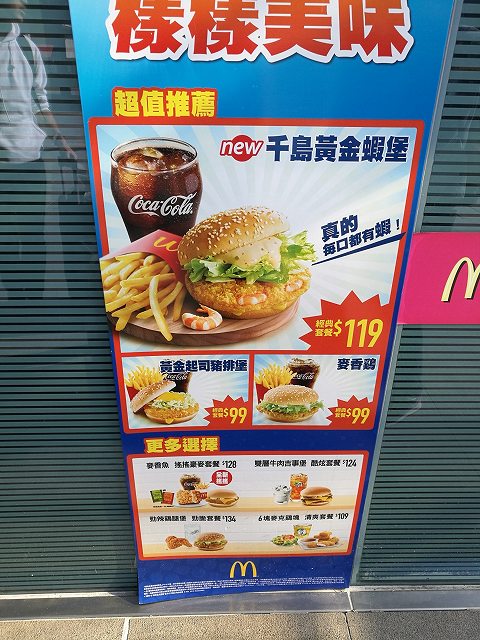 樣樣美味
超值推薦
new 千島黃金蝦堡
Coca-Cola
真的
每口都有蝦！
經典
套餐 $119
黃金起司豬排堡
經典
套餐 $99
麥香鷄
經典
套餐 $99
更多選擇
麥香魚 搖搖豪麥套餐 $128
雙層牛肉吉事堡 酷炫套餐 $124
勁辣鷄腿堡 勁脆套餐 $134
6塊麥克鷄塊 清爽套餐 $109